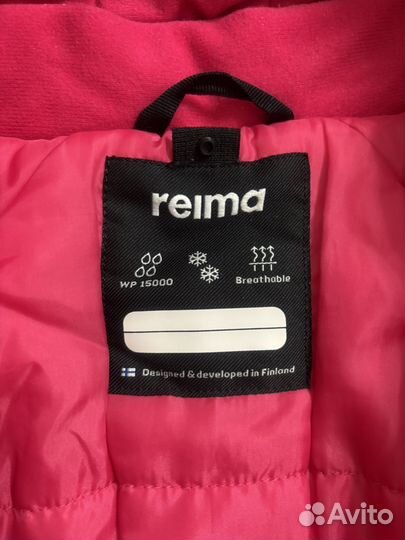 reima
WP 15000
Breathable
Designed & developed in Finland
Avito